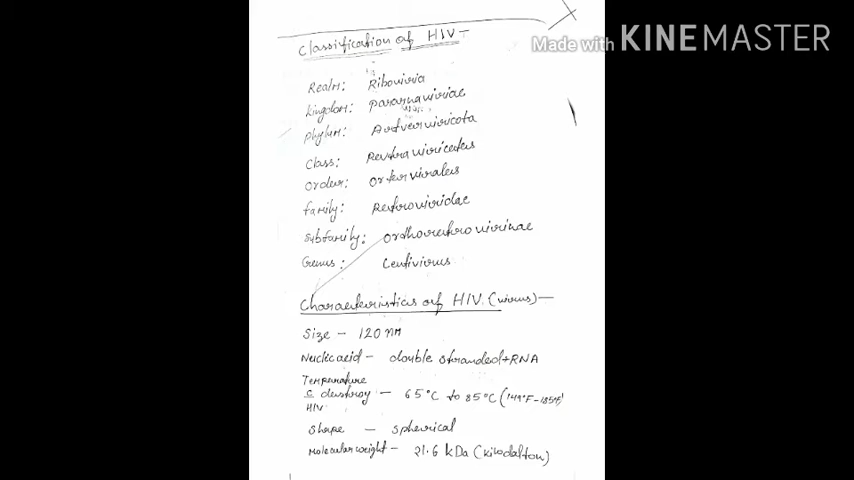 Classification of HIV –
Made with KINEMASTER
Realm: Riboviria
Kingdom: Pararnavirae
Phylum: Artverviricota
Class: Revtraviricetes
Order: Ortervirales
Family: Retroviridae
Subfamily: Orthoretrovirinae
Genus: Lentivirus
Characteristics of HIV. (virus) —
Size – 120 nm
Nucleic acid – double stranded + RNA
Temperature
destroy – 65°C to 85°C (149°F –
HIV
Shape – Spherical
Molecular weight – 21.6 kDa (kilodalton)